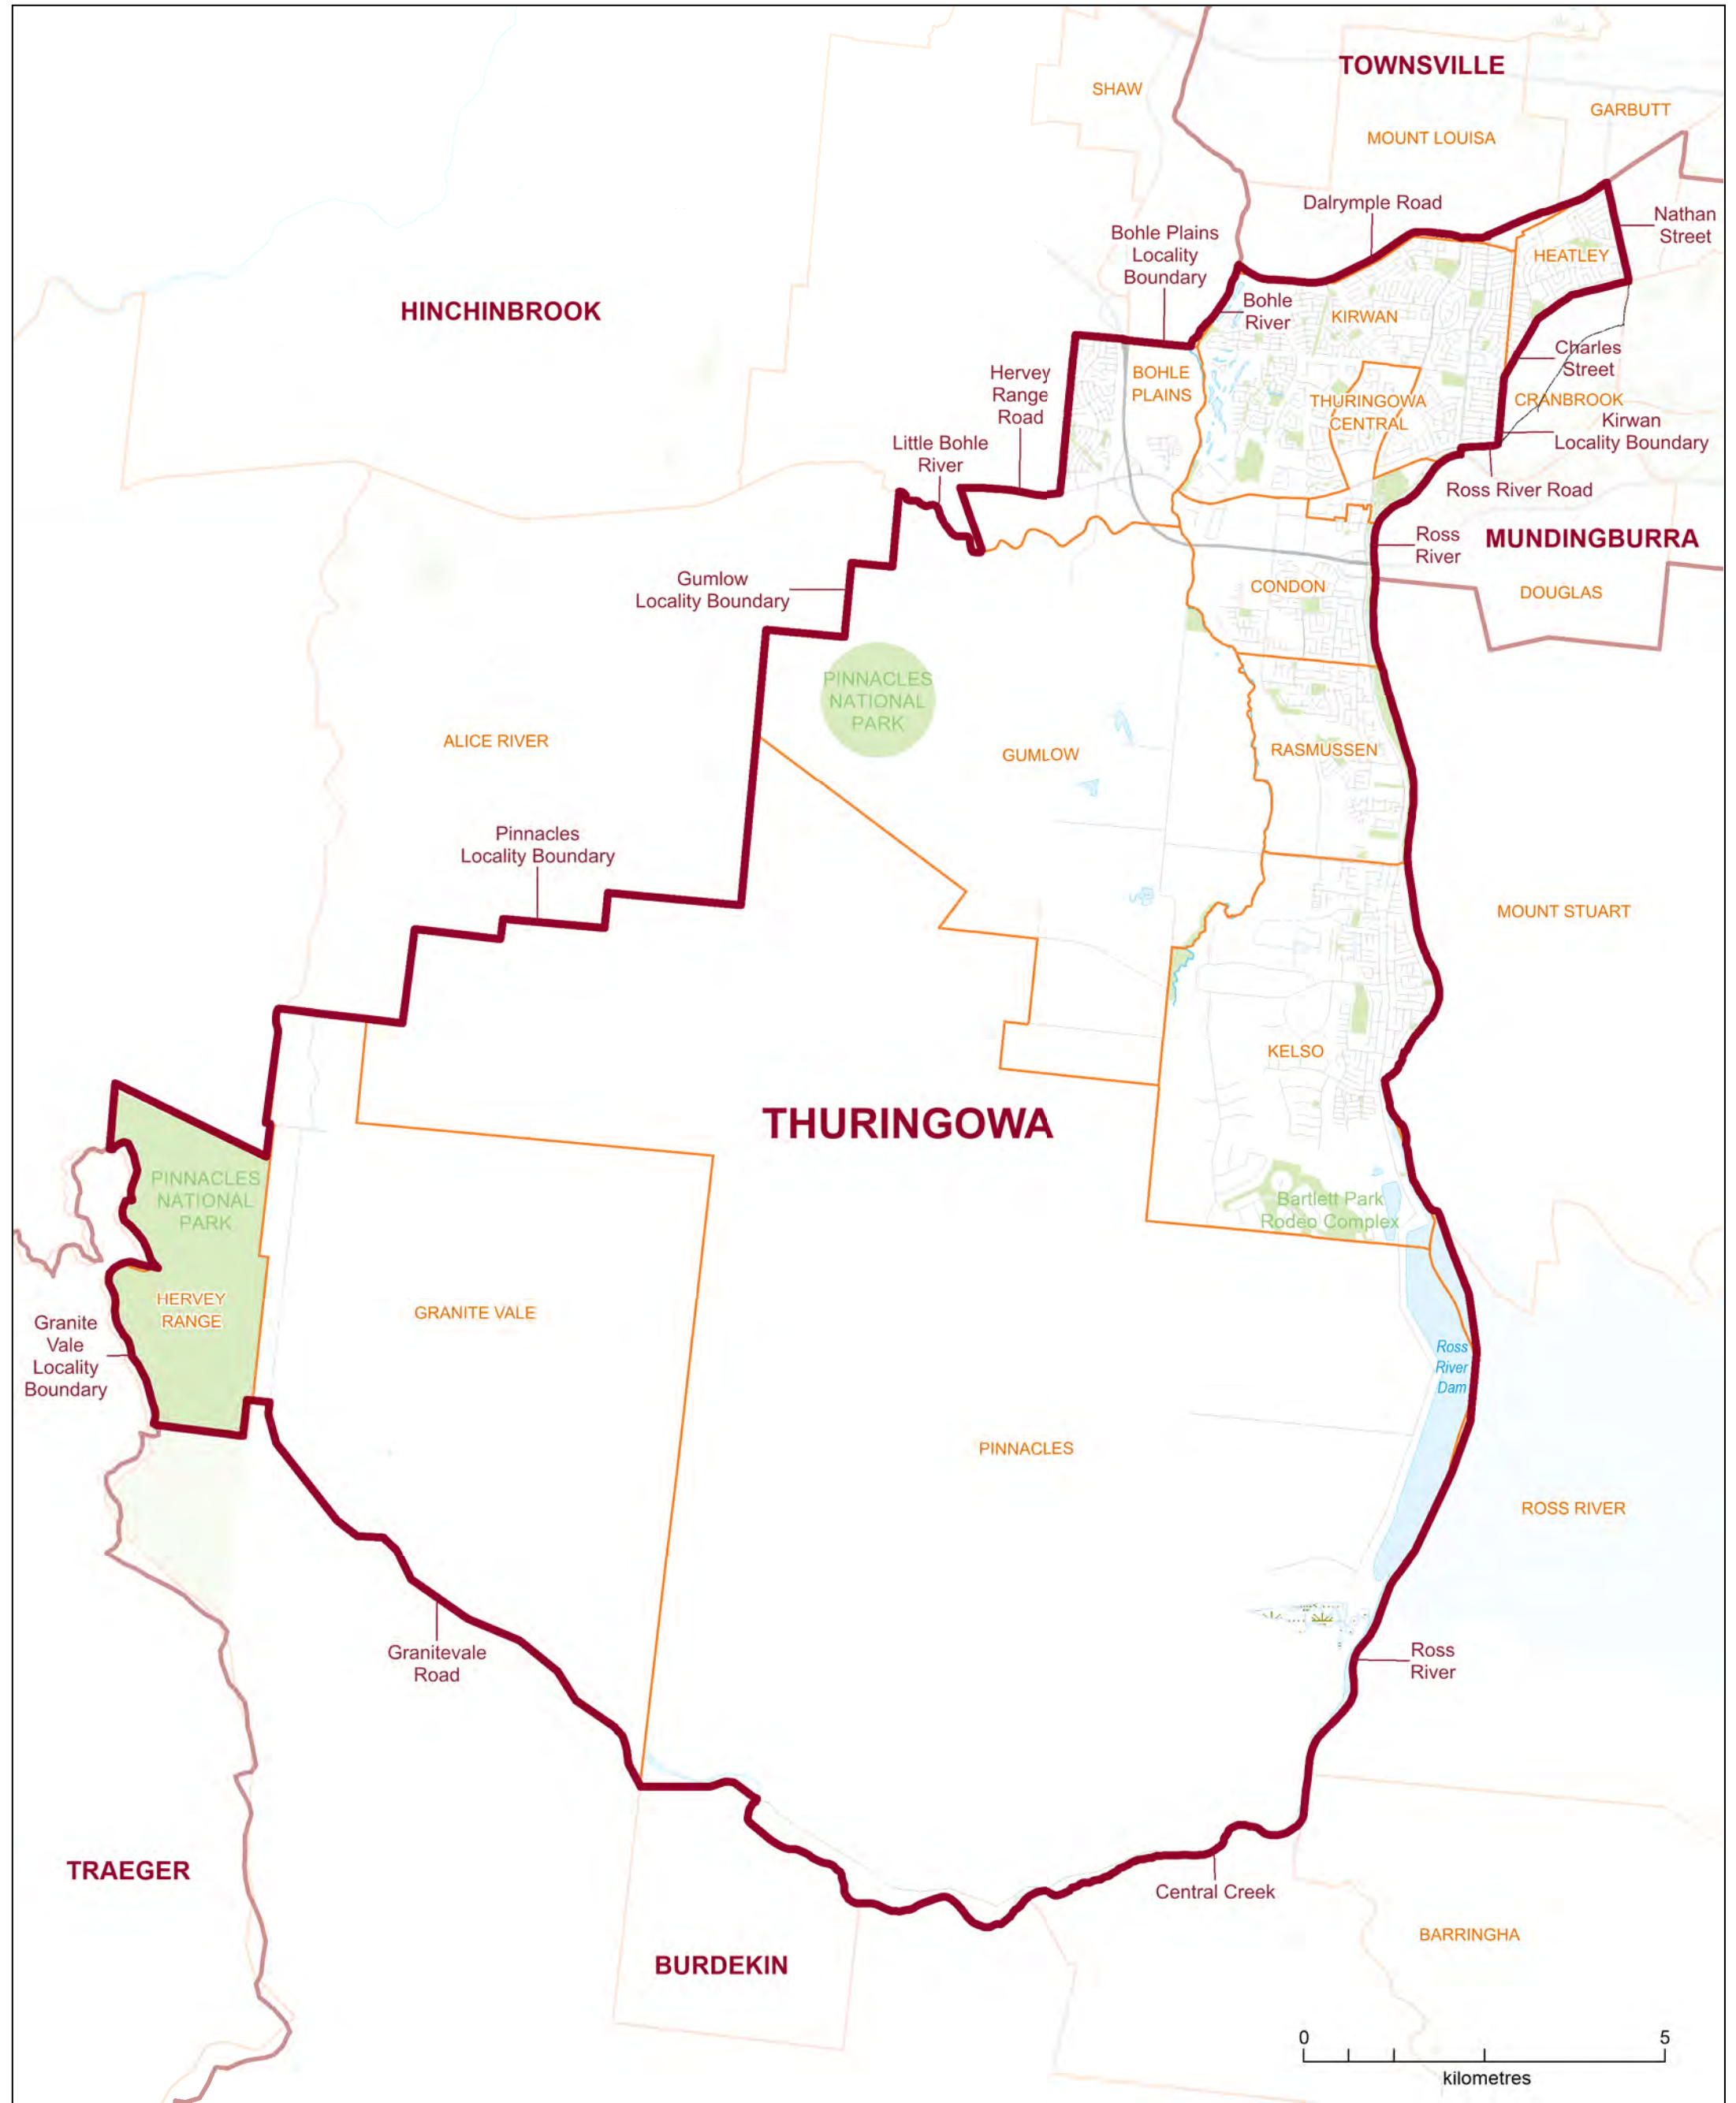 TOWNSVILLE
SHAW
GARBUTT
MOUNT LOUISA
Dalrymple Road
Nathan
Street
Bohle Plains
Locality
Boundary
HEATLEY
HINCHINBROOK
Bohle
River
KIRWAN
Charles
Street
Hervey
Range
Road
BOHLE
PLAINS
THURINGOWA
CENTRAL
CRANBROOK
Kirwan
Locality Boundary
Little Bohle
River
Ross River Road
Ross
River
MUNDINGBURRA
Gumlow
Locality Boundary
CONDON
DOUGLAS
PINNACLES
NATIONAL
PARK
ALICE RIVER
GUMLOW
RASMUSSEN
Pinnacles
Locality Boundary
MOUNT STUART
KELSO
THURINGOWA
PINNACLES
NATIONAL
PARK
Bartlett Park
Rodeo Complex
HERVEY
RANGE
GRANITE VALE
Granite
Vale
Locality
Boundary
Ross
River
Dam
PINNACLES
ROSS RIVER
Granitevale
Road
Ross
River
TRAEGER
Central Creek
BARRINGHA
BURDEKIN
0 5
kilometres